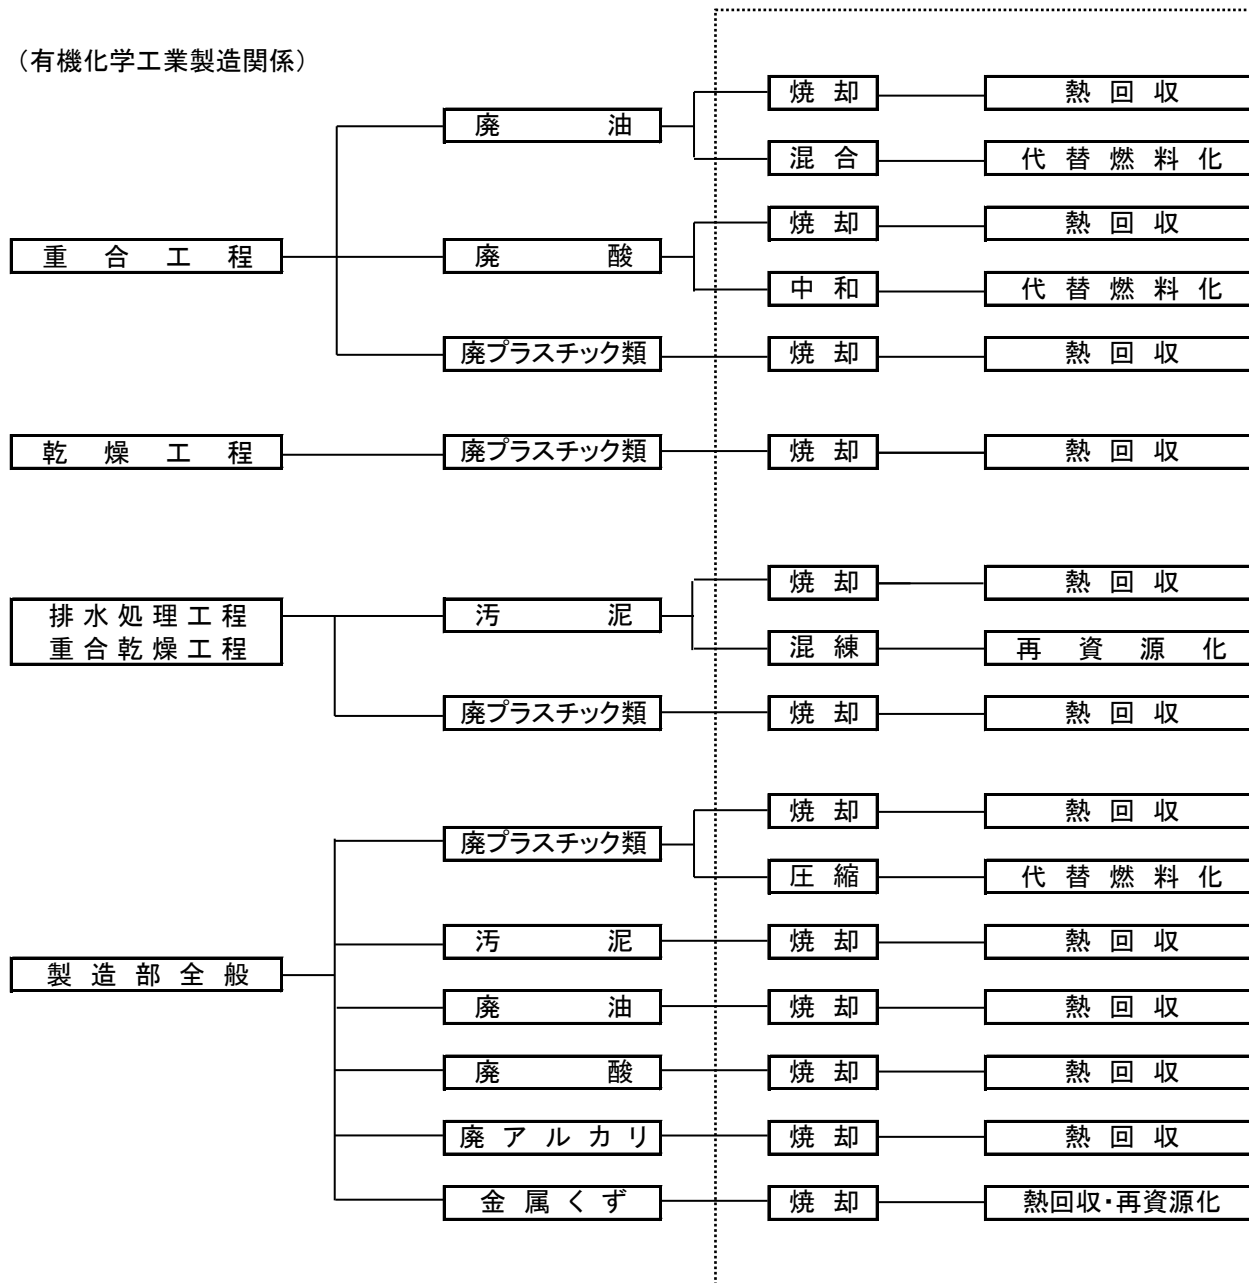 （有機化学工業製造関係）
焼却 熱回収
廃油
混合 代替燃料化
焼却 熱回収
重合工程 廃酸
中和 代替燃料化
廃プラスチック類 焼却 熱回収
乾燥工程 廃プラスチック類 焼却 熱回収
焼却 熱回収
排水処理工程 汚泥
重合乾燥工程 混練 再資源化
廃プラスチック類 焼却 熱回収
焼却 熱回収
廃プラスチック類
圧縮 代替燃料化
汚泥 焼却 熱回収
製造部全般
廃油 焼却 熱回収
廃酸 焼却 熱回収
廃アルカリ 焼却 熱回収
金属くず 焼却 熱回収・再資源化